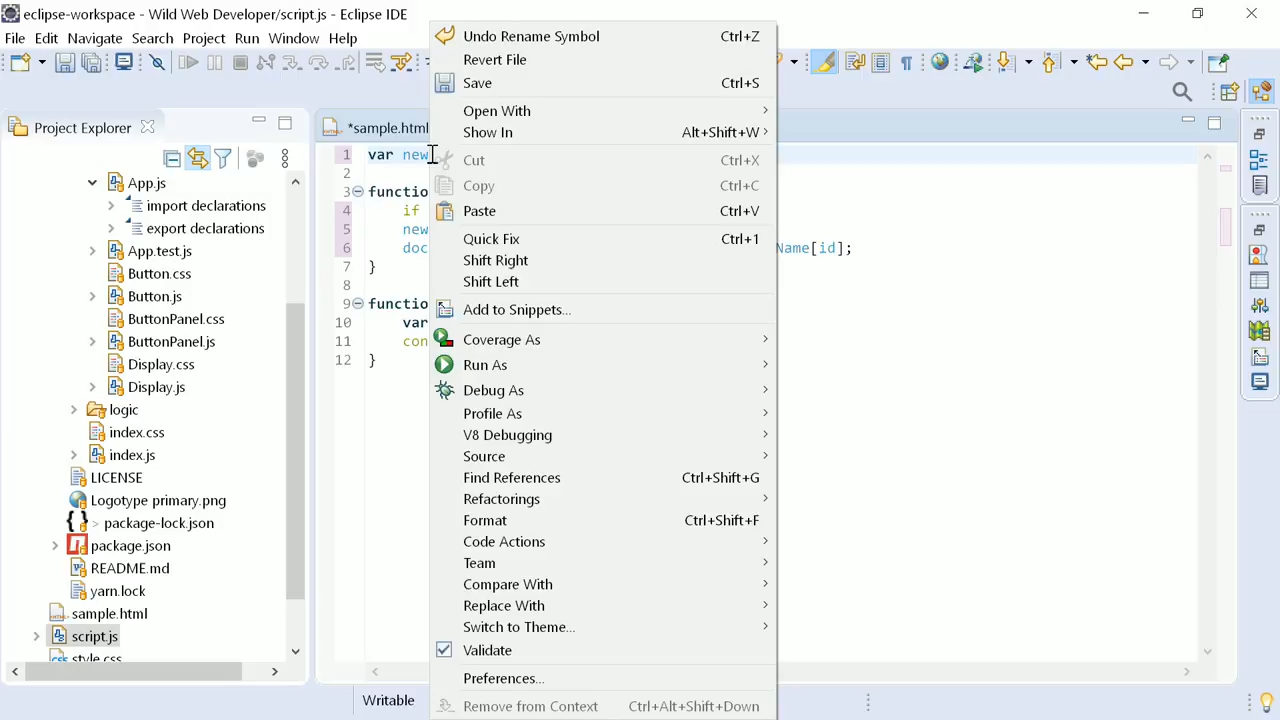 eclipse-workspace - Wild Web Developer/script.js - Eclipse IDE
File Edit Navigate Search Project Run Window Help
Project Explorer
App.js
import declarations
export declarations
App.test.js
Button.css
Button.js
ButtonPanel.css
ButtonPanel.js
Display.css
Display.js
logic
index.css
index.js
LICENSE
Logotype primary.png
> package-lock.json
package.json
README.md
yarn.lock
sample.html
script.js
style.css
*sample.html
1 var new
2
3 functio
4 if
5 new
6 doc Name[id];
7 }
8
9 functio
10 var
11 con
12 }
Undo Rename Symbol Ctrl+Z
Revert File
Save Ctrl+S
Open With
Show In Alt+Shift+W
Cut Ctrl+X
Copy Ctrl+C
Paste Ctrl+V
Quick Fix Ctrl+1
Shift Right
Shift Left
Add to Snippets...
Coverage As
Run As
Debug As
Profile As
V8 Debugging
Source
Find References Ctrl+Shift+G
Refactorings
Format Ctrl+Shift+F
Code Actions
Team
Compare With
Replace With
Switch to Theme...
Validate
Preferences...
Remove from Context Ctrl+Alt+Shift+Down
Writable